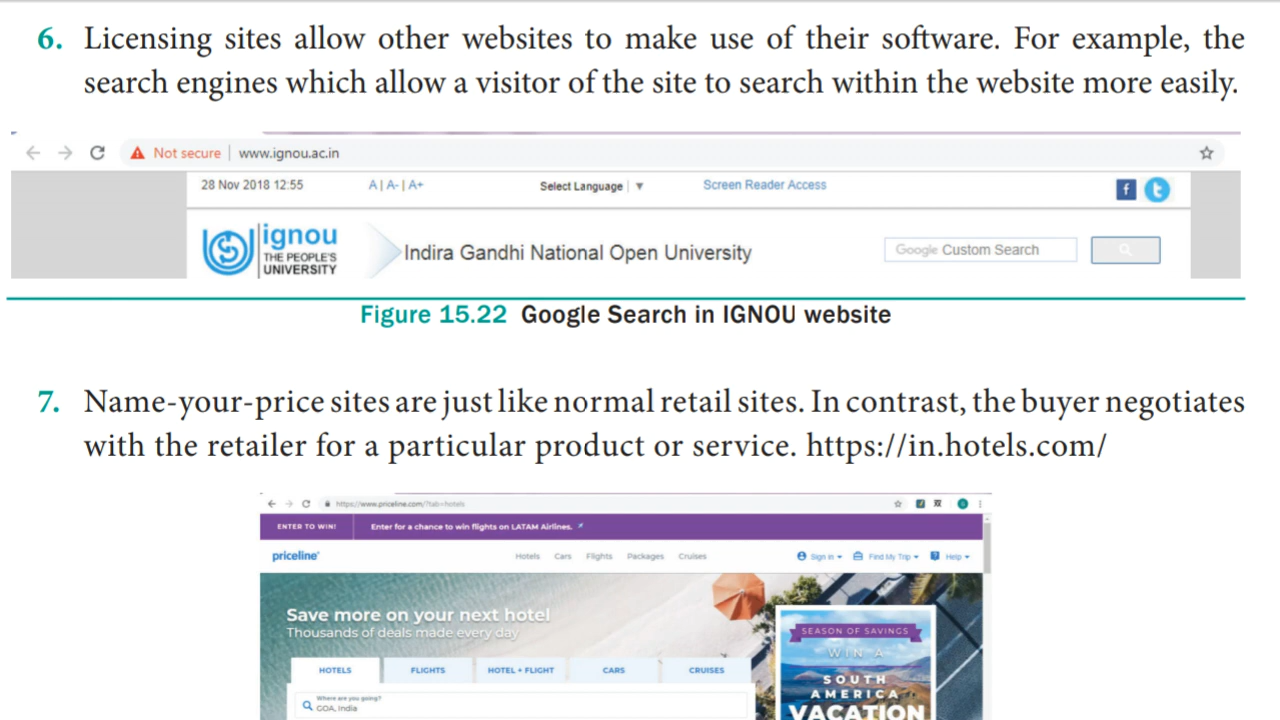 6. Licensing sites allow other websites to make use of their software. For example, the
search engines which allow a visitor of the site to search within the website more easily.
Not secure | www.ignou.ac.in
28 Nov 2018 12:55 A | A- | A+ Select Language | ▼ Screen Reader Access
ignou
THE PEOPLE'S
UNIVERSITY
Indira Gandhi National Open University
Google Custom Search
Figure 15.22 Google Search in IGNOU website
7. Name-your-price sites are just like normal retail sites. In contrast, the buyer negotiates
with the retailer for a particular product or service. https://in.hotels.com/
https://www.priceline.com/?tab=hotels
ENTER TO WIN! Enter for a chance to win flights on LATAM Airlines.
priceline Hotels Cars Flights Packages Cruises Sign in Find My Trip Help
Save more on your next hotel
Thousands of deals made every day
HOTELS FLIGHTS HOTEL + FLIGHT CARS CRUISES
Where are you going?
GOA, India
SEASON OF SAVINGS
WIN A
SOUTH
AMERICA
VACATION